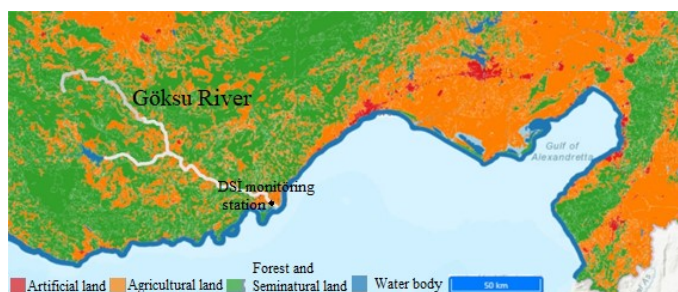 Göksu River
Gulf of
Alexandretta
DSİ monitöring
station
Artificial land
Agricultural land
Forest and
Seminatural land
Water body
50 km